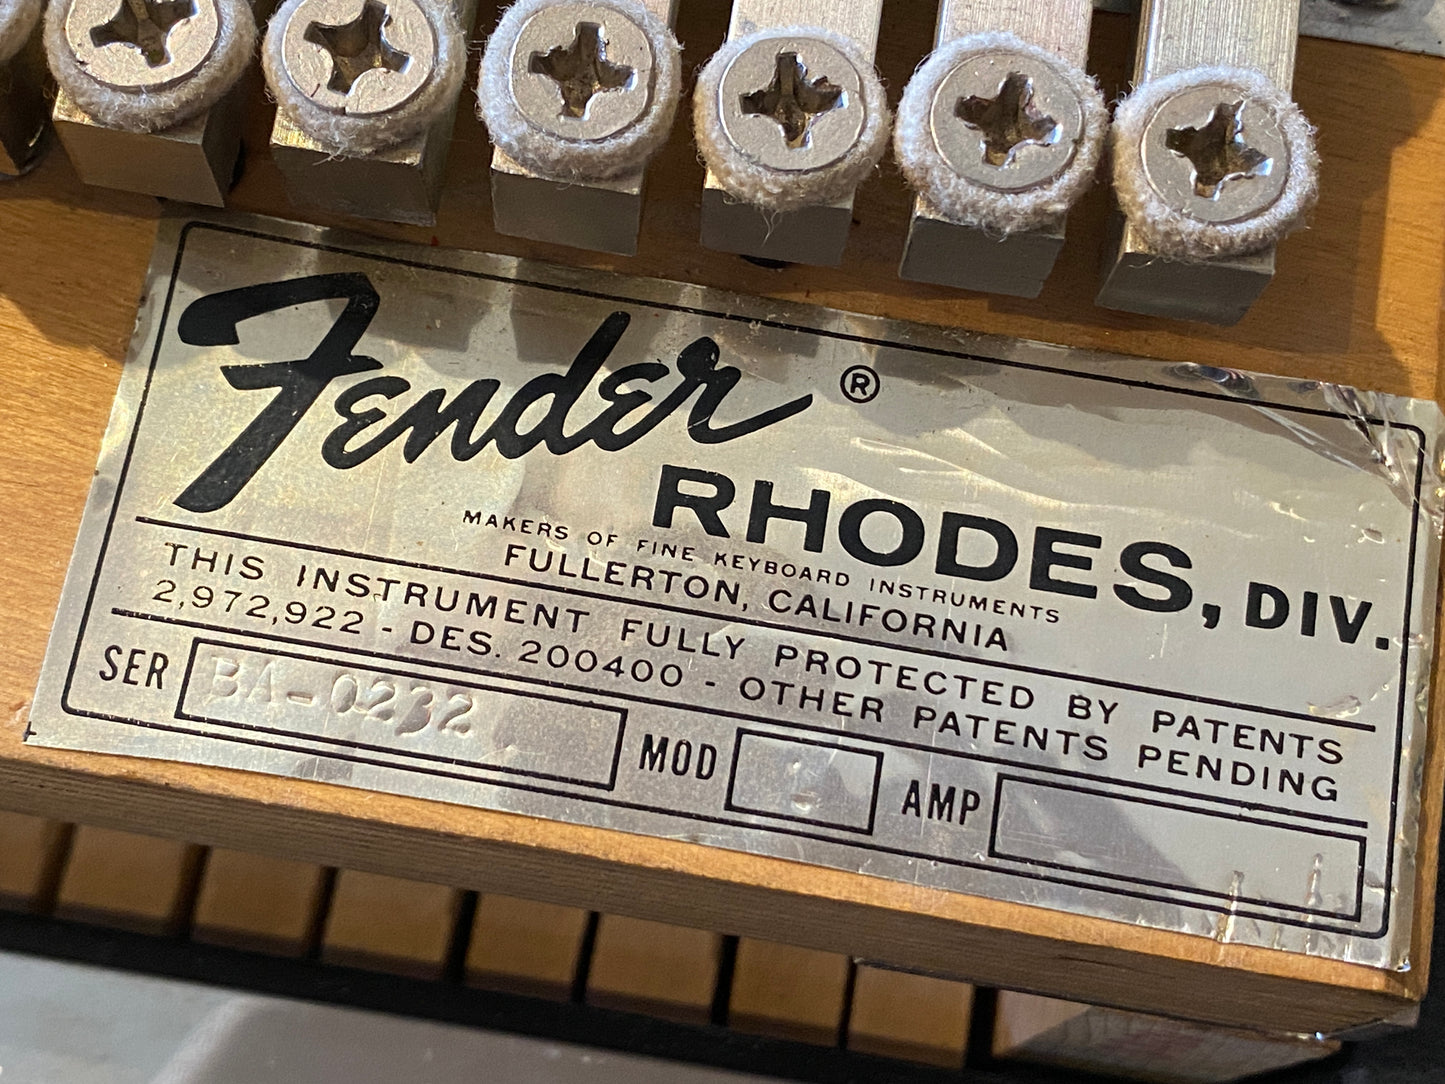 Fender ®
RHODES, DIV.
MAKERS OF FINE KEYBOARD INSTRUMENTS
FULLERTON, CALIFORNIA
THIS INSTRUMENT FULLY PROTECTED BY PATENTS
2,972,922 - DES. 200400 - OTHER PATENTS PENDING
SER BA-0232 MOD AMP